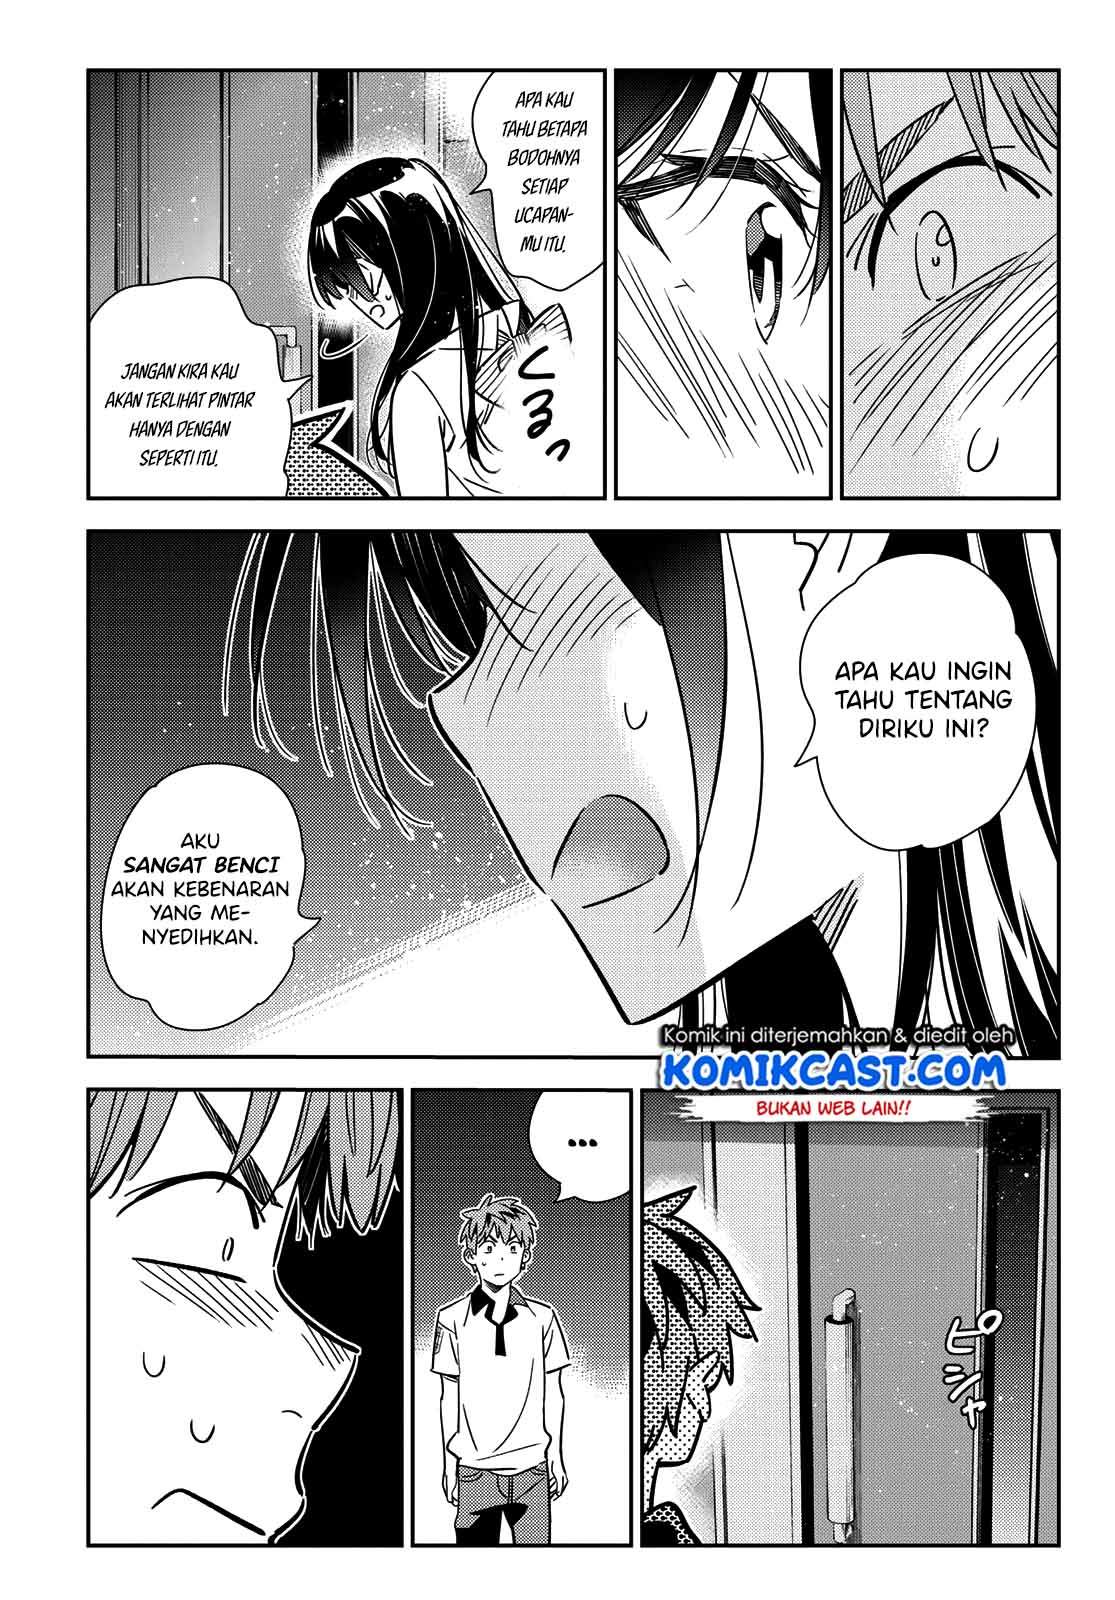 APA KAU
TAHU BETAPA
BODOHNYA
SETIAP
UCAPAN-
MU ITU.
くるっ
JANGAN KIRA KAU
AKAN TERLIHAT PINTAR
HANYA DENGAN
SEPERTI ITU.
APA KAU INGIN
TAHU TENTANG
DIRIKU INI?
AKU
SANGAT BENCI
AKAN KEBENARAN
YANG ME-
NYEDIHKAN.
Komik ini diterjemahkan & diedit oleh
KOMIKCAST.COM
BUKAN WEB LAIN!!
ピシャ
...